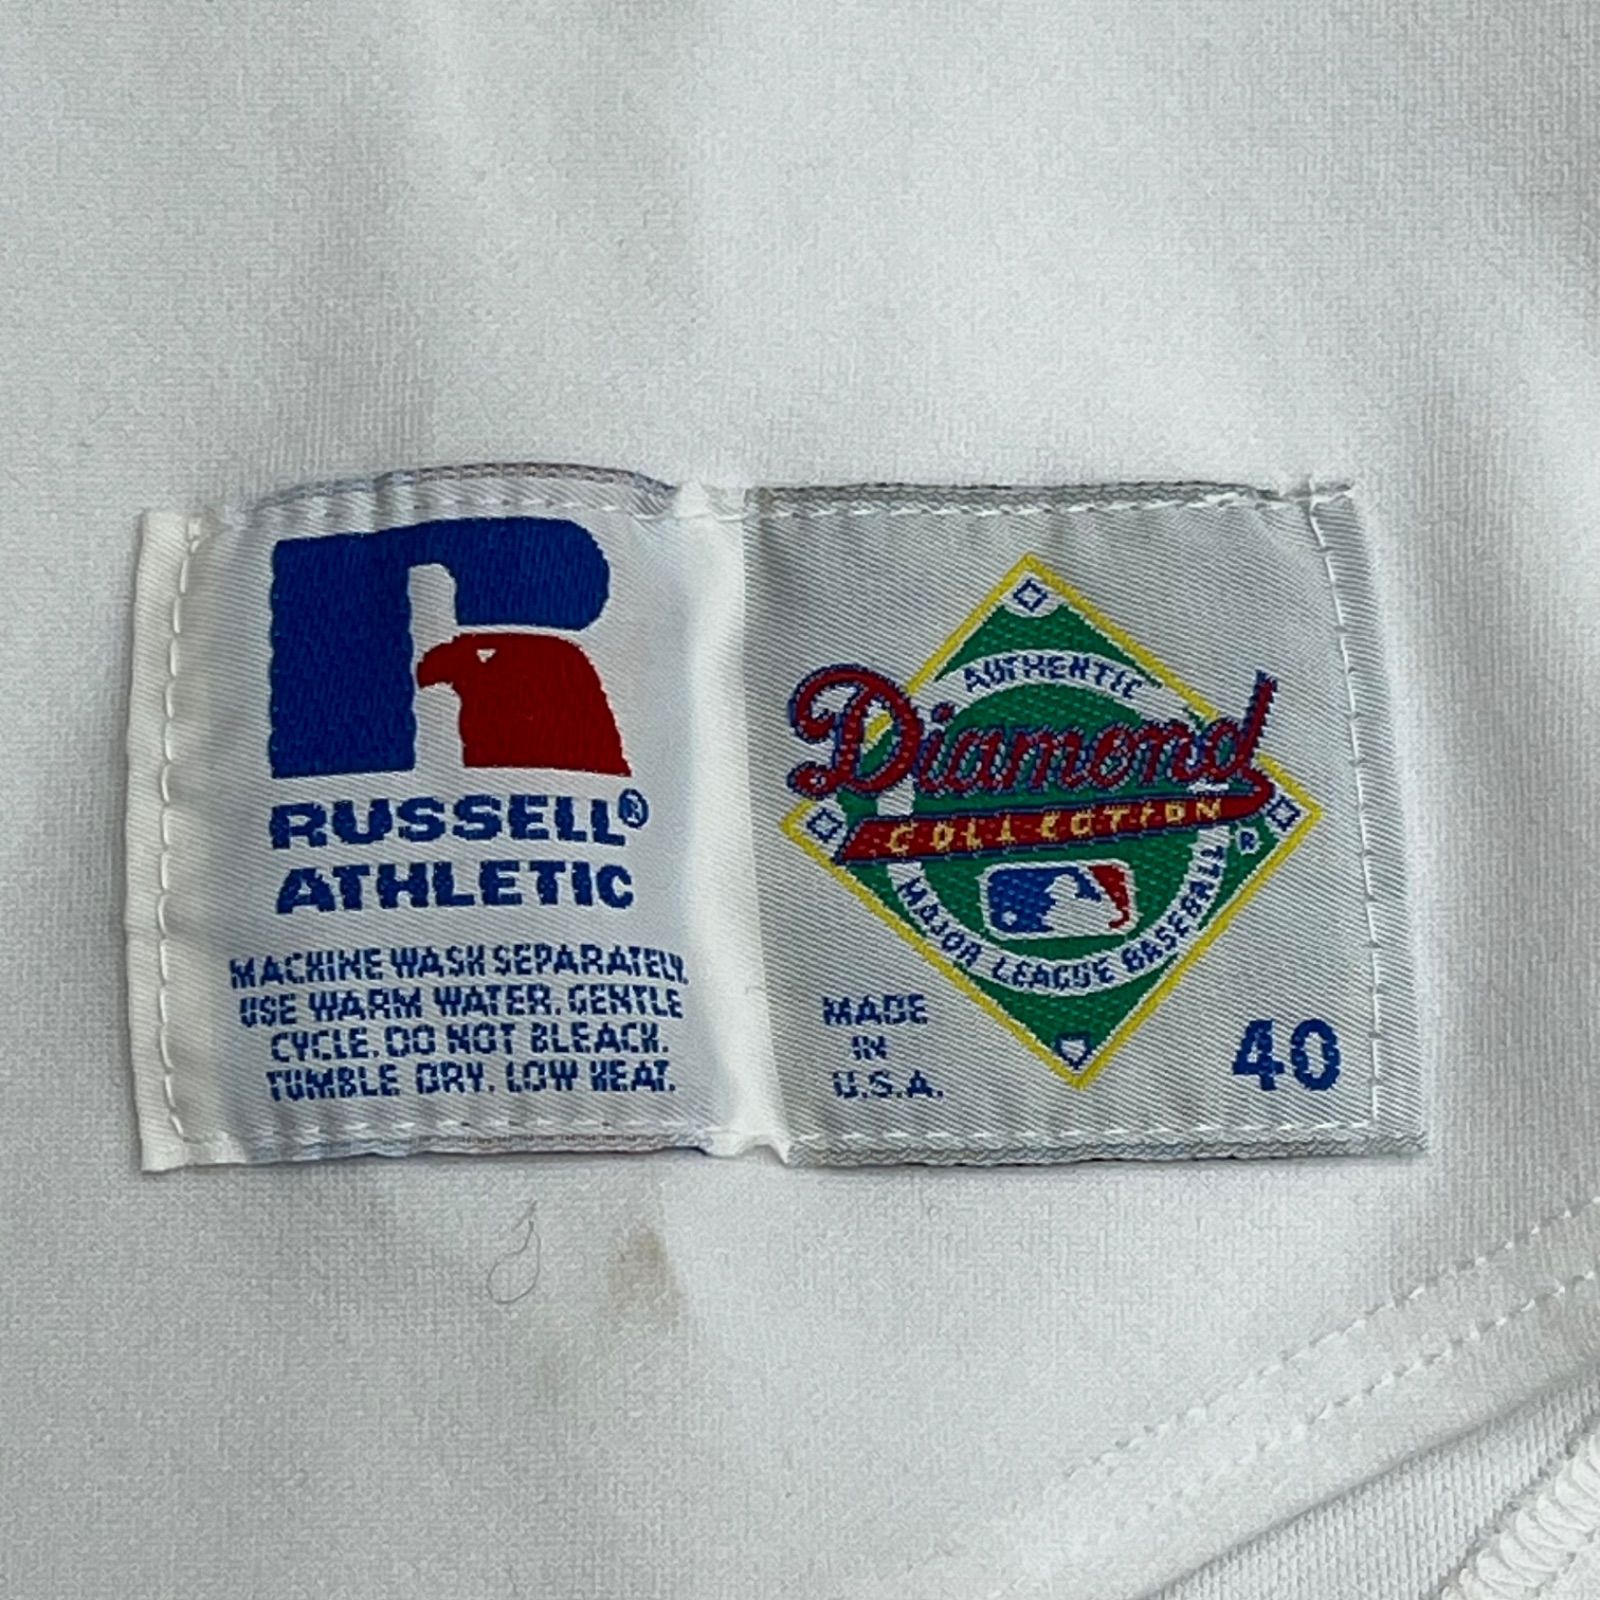 RUSSELL®
ATHLETIC
MACHINE WASH SEPARATELY.
USE WARM WATER. GENTLE
CYCLE. DO NOT BLEACH.
TUMBLE DRY. LOW HEAT.
AUTHENTIC
Diamond
COLLECTION
®
MAJOR LEAGUE BASEBALL
MADE
IN
U.S.A.
40